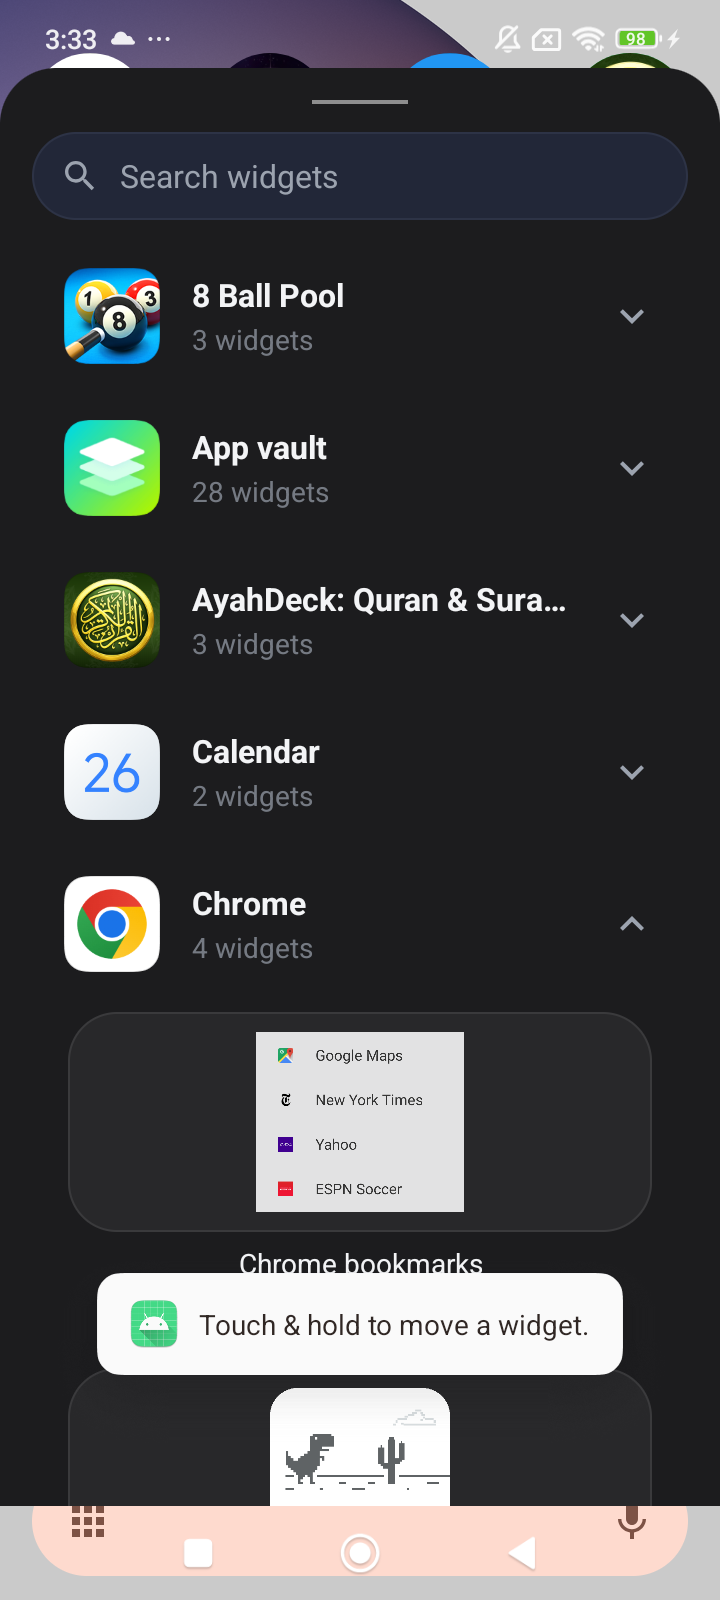 3:33
98
Search widgets
8 Ball Pool
3 widgets
App vault
28 widgets
AyahDeck: Quran & Sura...
3 widgets
26
Calendar
2 widgets
Chrome
4 widgets
Google Maps
New York Times
Yahoo
ESPN Soccer
Chrome bookmarks
Touch & hold to move a widget.